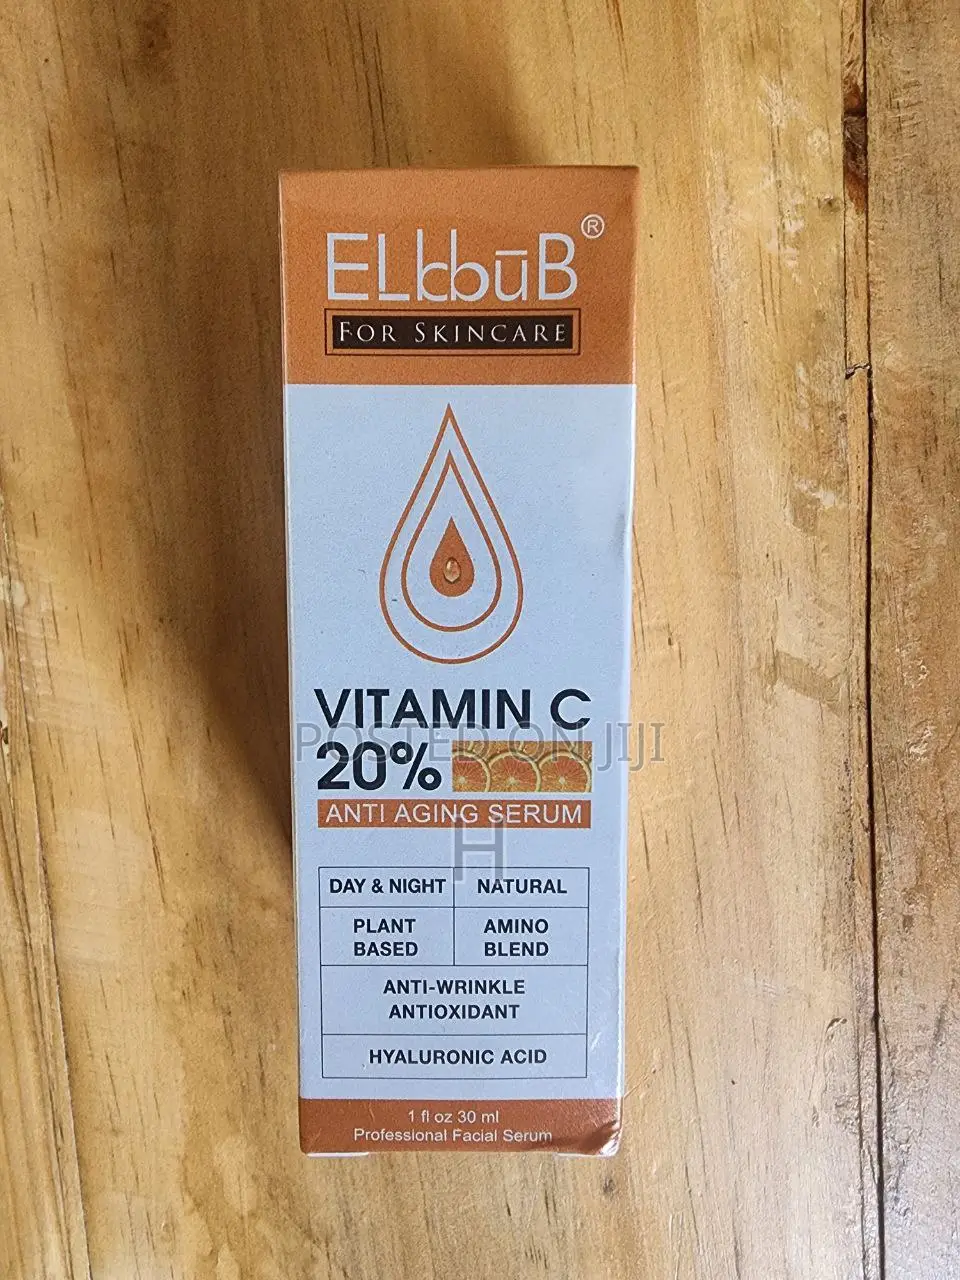 ELbbūB®
FOR SKINCARE
VITAMIN C
POSTED ON JIJI
20%
ANTI AGING SERUM
H
DAY & NIGHT
NATURAL
PLANT
BASED
AMINO
BLEND
ANTI-WRINKLE
ANTIOXIDANT
HYALURONIC ACID
1 fl oz 30 ml
Professional Facial Serum